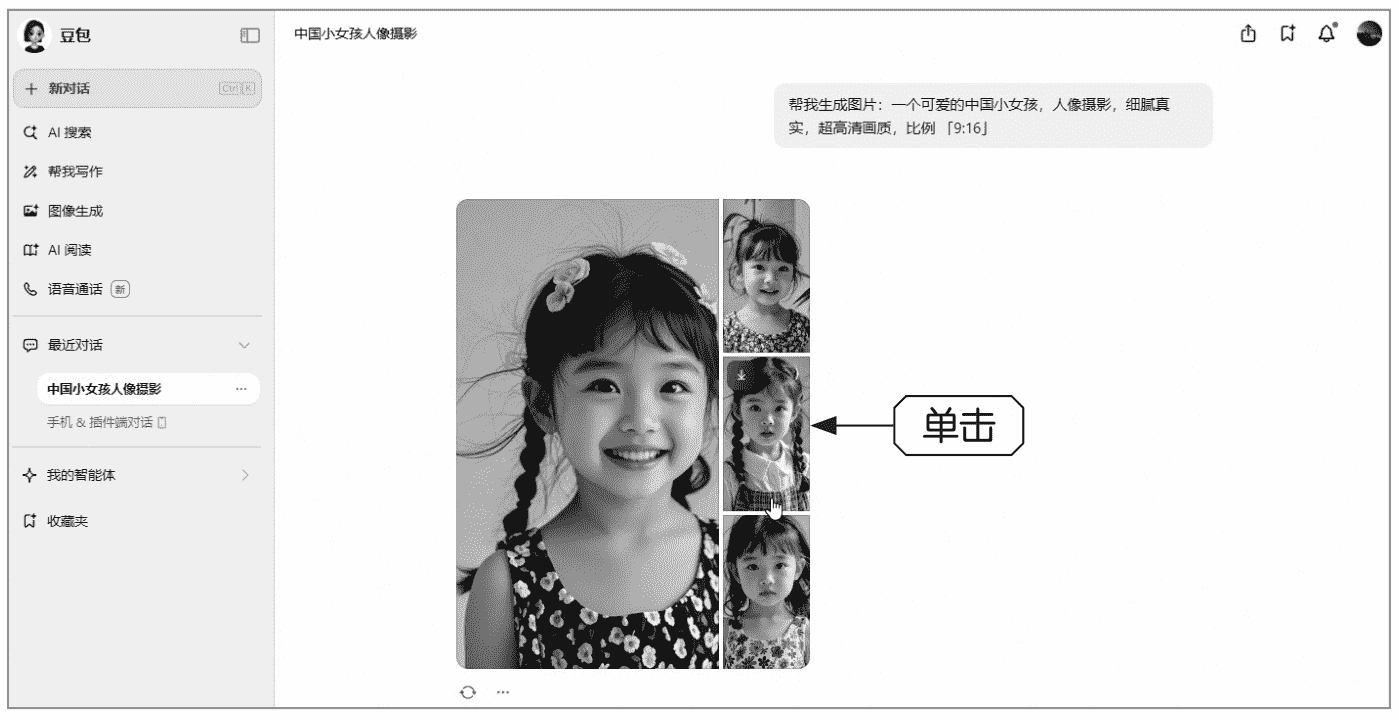 豆包
中国小女孩人像摄影
新对话
Ctrl K
AI 搜索
帮我写作
图像生成
AI 阅读
语音通话 新
最近对话
中国小女孩人像摄影
手机 & 插件端对话
我的智能体
收藏夹
帮我生成图片：一个可爱的中国小女孩，人像摄影，细腻真
实，超高清画质，比例 「9:16」
单击